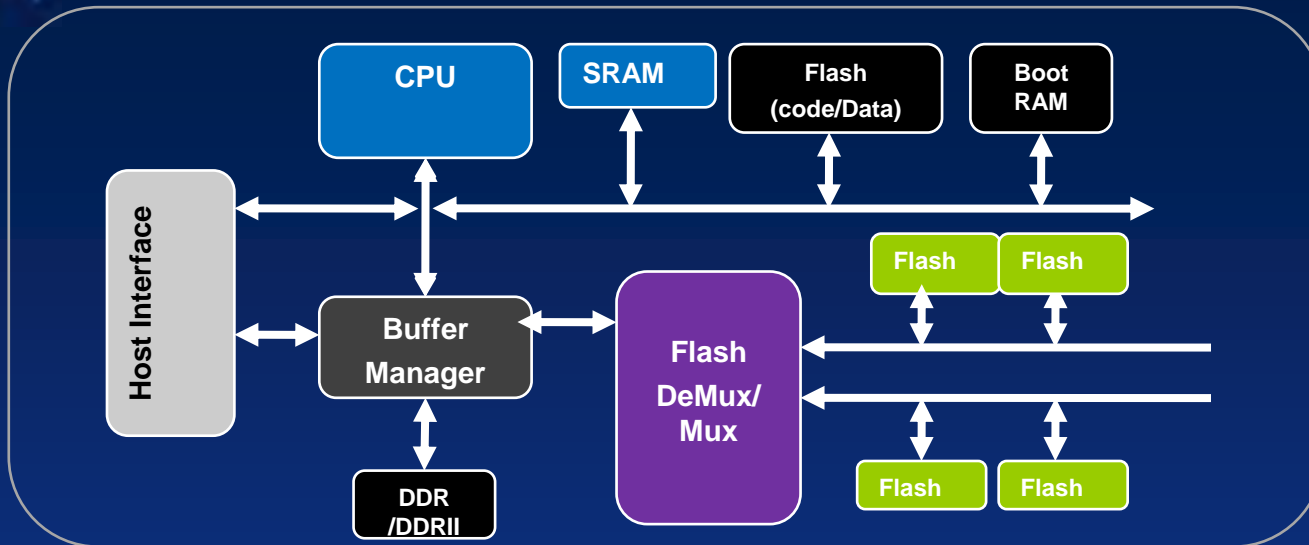 CPU
SRAM
Flash
(code/Data)
Boot
RAM
Host Interface
Flash
Flash
Buffer
Manager
Flash
DeMux/
Mux
DDR
/DDRII
Flash
Flash